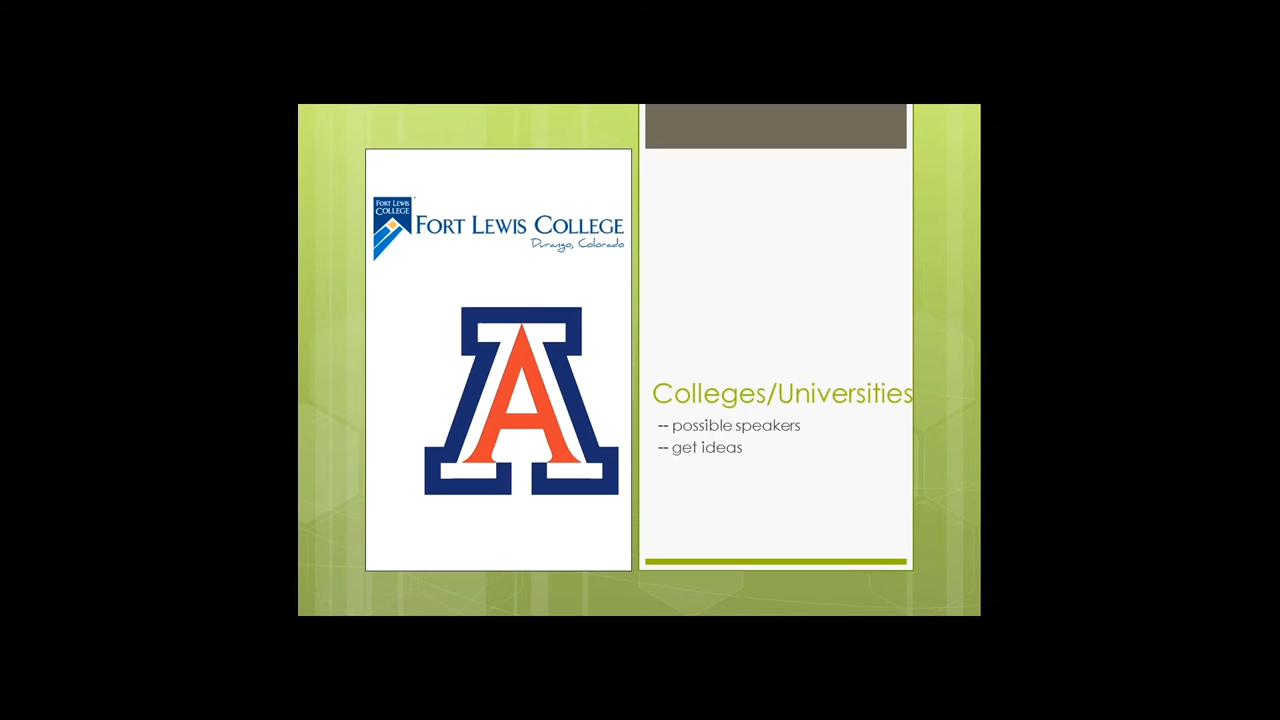 FORT LEWIS
COLLEGE
FORT LEWIS COLLEGE
Durango, Colorado
A
Colleges/Universities
-- possible speakers
-- get ideas